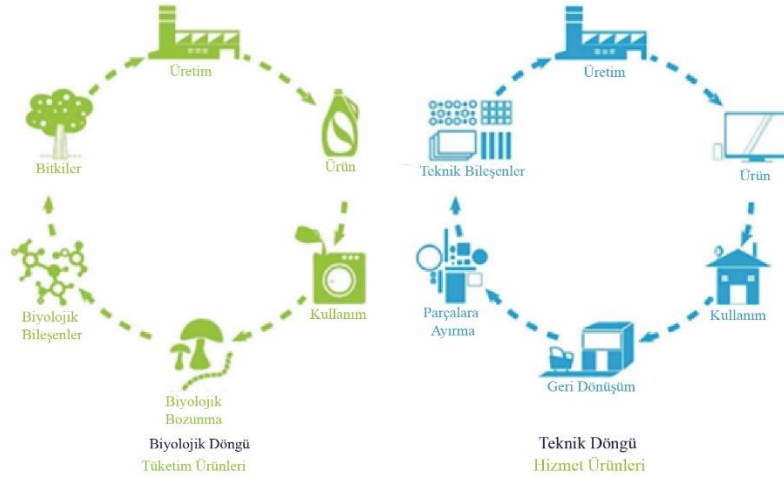 Üretim
Ürün
Kullanım
Biyolojik
Bozunma
Biyolojik
Bileşenler
Bitkiler
Biyolojik Döngü
Tüketim Ürünleri
Üretim
Ürün
Kullanım
Geri Dönüşüm
Parçalara
Ayırma
Teknik Bileşenler
Teknik Döngü
Hizmet Ürünleri